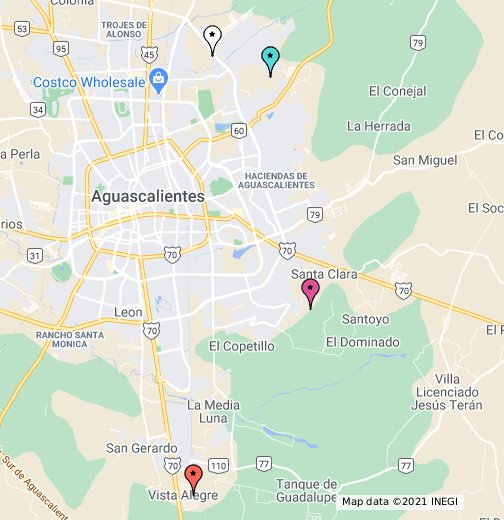 Colonia
TROJES DE
ALONSO
53
95
45
79
Costco Wholesale
El Conejal
34
60
La Herrada
a Perla
El Co
San Miguel
HACIENDAS DE
AGUASCALIENTES
Aguascalientes
79
El Soc
rios
31
70
70
Santa Clara
70
Leon
Santoyo
70
RANCHO SANTA
MONICA
El Copetillo
El Dominado
El R
Villa
Licenciado
Jesús Terán
La Media
Luna
San Gerardo
70
110
77
77
Sur de Aguascalient
Vista Alegre
Tanque de
Guadalupe
Map data ©2021 INEGI